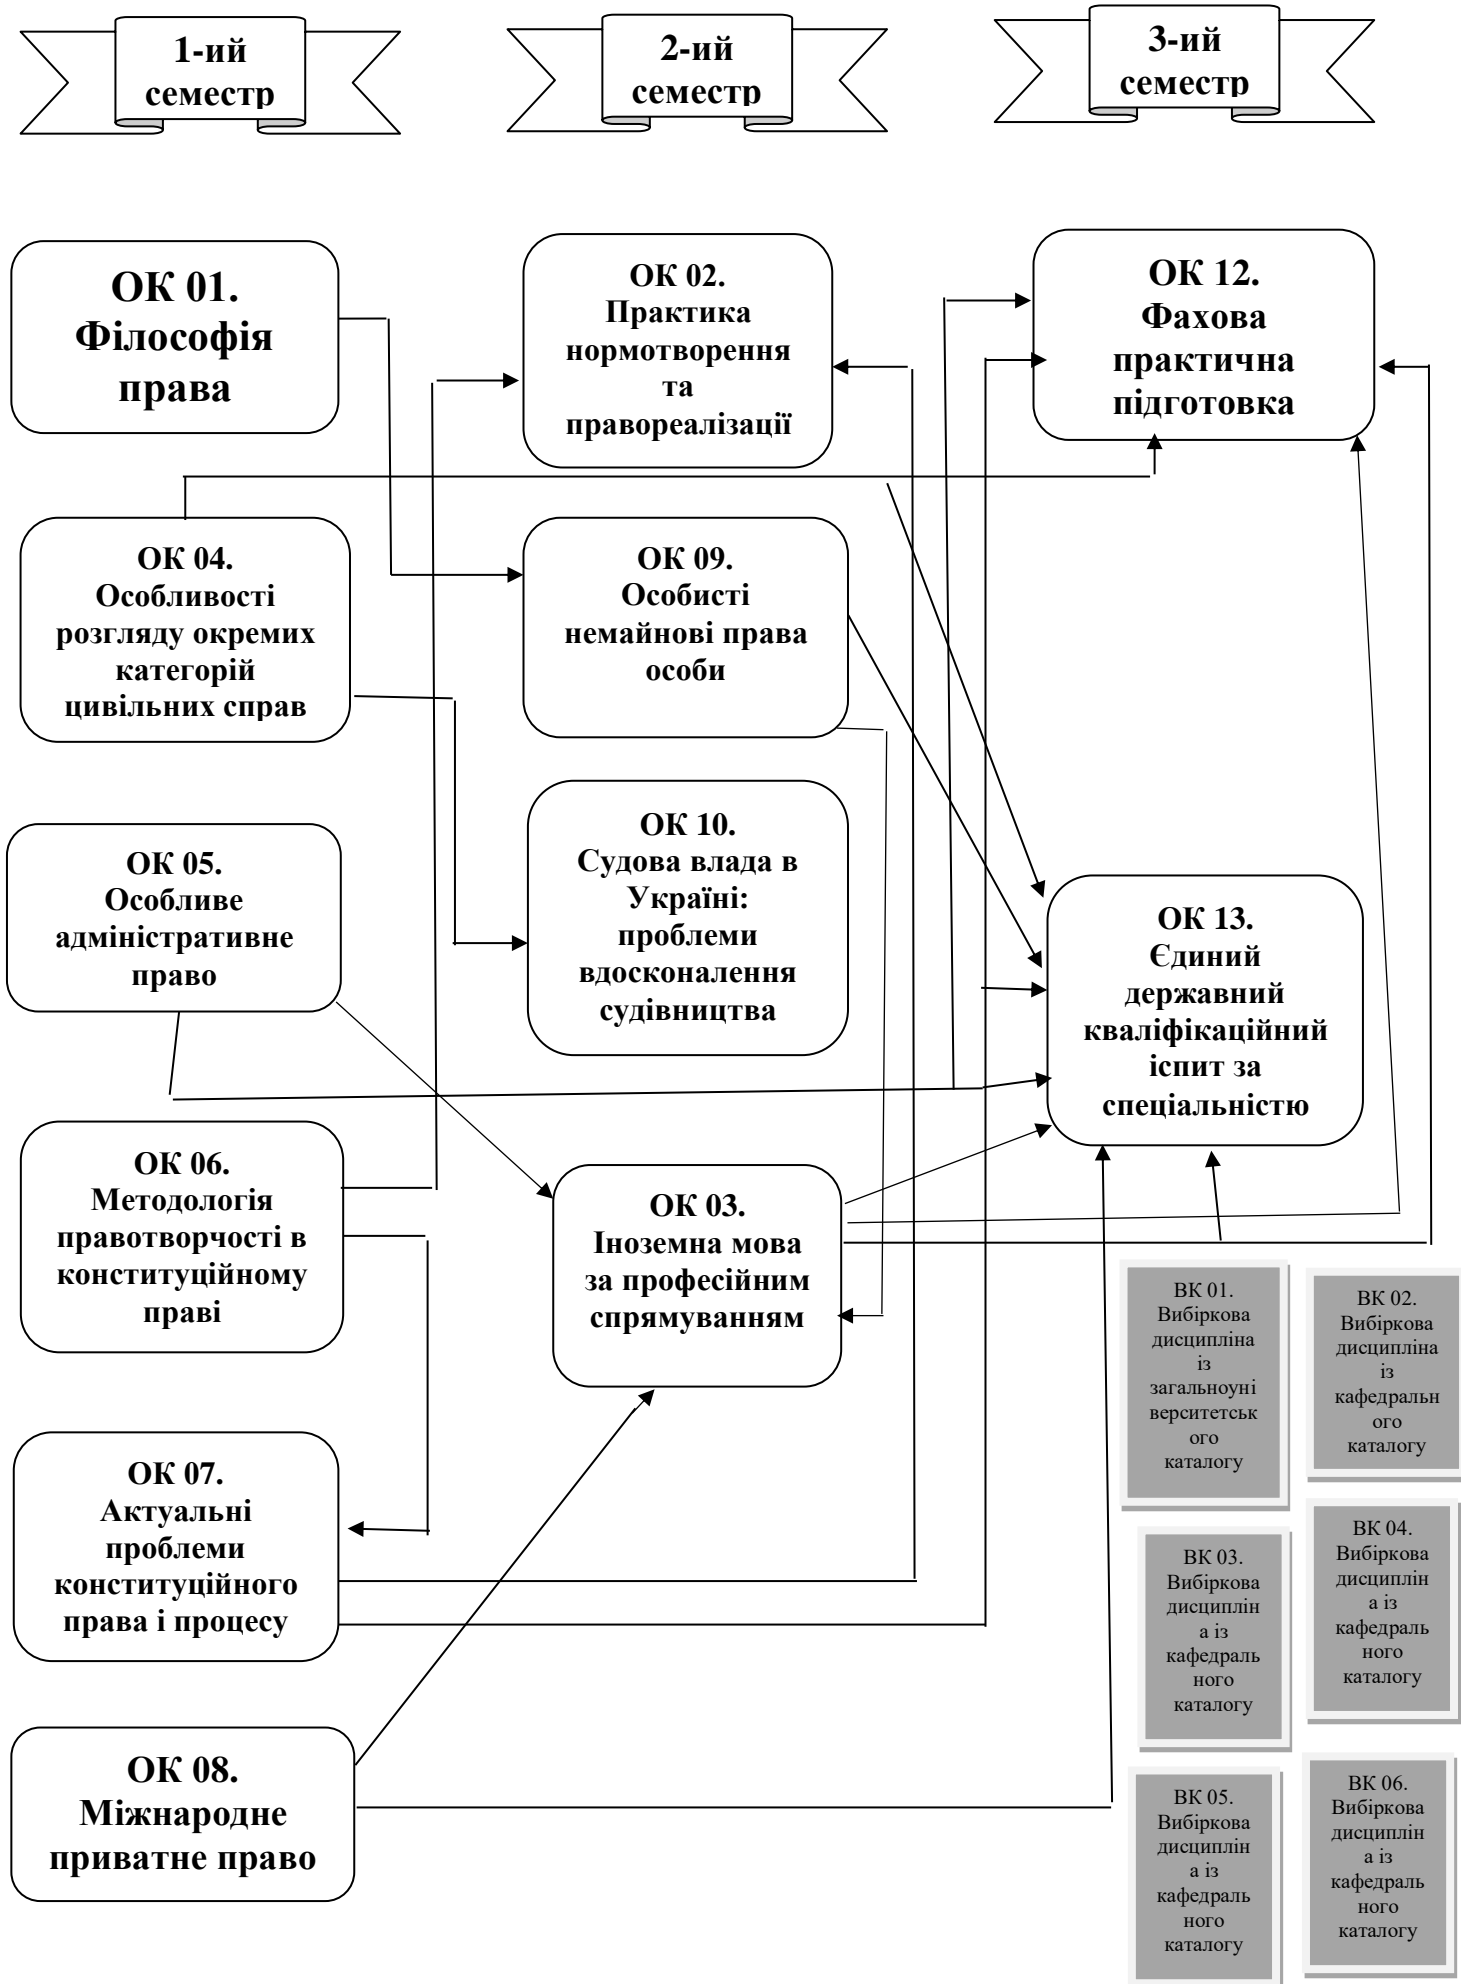 1-ий
семестр
2-ий
семестр
3-ий
семестр
ОК 01.
Філософія
права
ОК 02.
Практика
нормотворення
та
правореалізації
ОК 12.
Фахова
практична
підготовка
ОК 04.
Особливості
розгляду окремих
категорій
цивільних справ
ОК 09.
Особисті
немайнові права
особи
ОК 05.
Особливе
адміністративне
право
ОК 10.
Судова влада в
Україні:
проблеми
вдосконалення
судівництва
ОК 13.
Єдиний
державний
кваліфікаційний
іспит за
спеціальністю
ОК 06.
Методологія
правотворчості в
конституційному
праві
ОК 03.
Іноземна мова
за професійним
спрямуванням
ОК 07.
Актуальні
проблеми
конституційного
права і процесу
ОК 08.
Міжнародне
приватне право
ВК 01.
Вибіркова
дисципліна
із
загальноуні
верситетськ
ого
каталогу
ВК 02.
Вибіркова
дисципліна
із
кафедральн
ого
каталогу
ВК 03.
Вибіркова
дисциплін
а із
кафедраль
ного
каталогу
ВК 04.
Вибіркова
дисциплін
а із
кафедраль
ного
каталогу
ВК 05.
Вибіркова
дисциплін
а із
кафедраль
ного
каталогу
ВК 06.
Вибіркова
дисциплін
а із
кафедраль
ного
каталогу